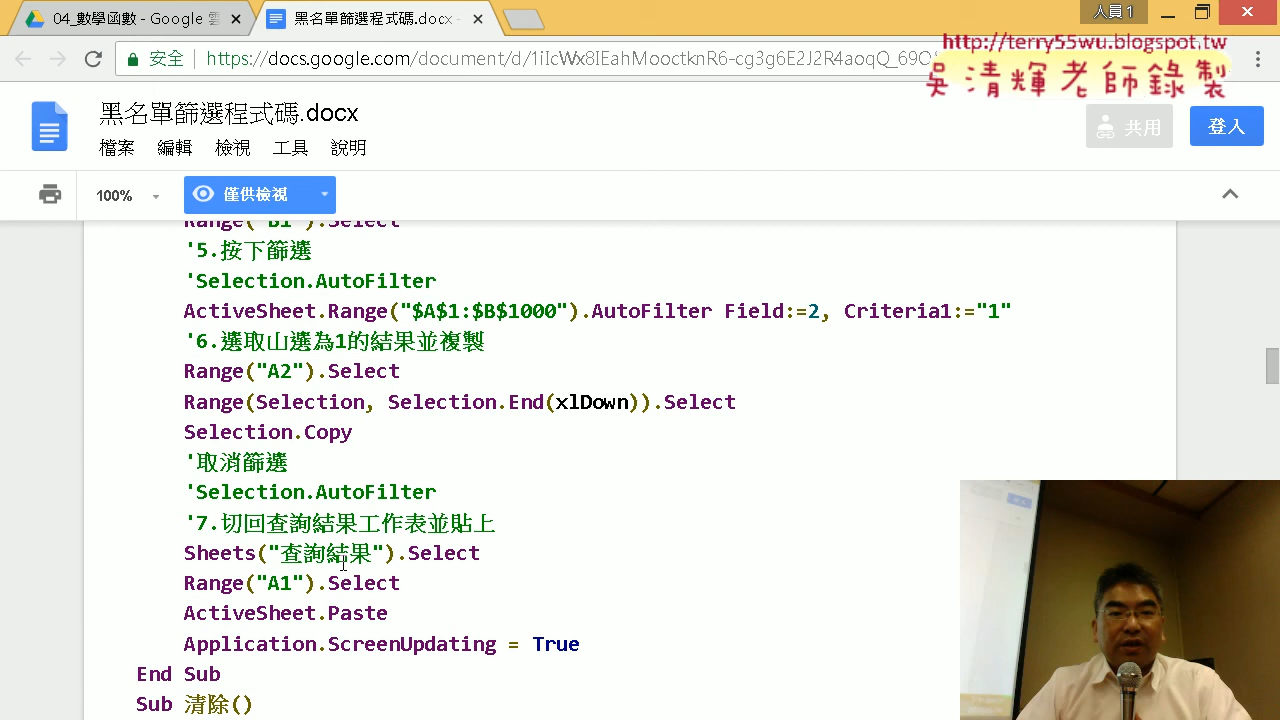 04_數學函數 - Google 雲
黑名單篩選程式碼.docx -
人員 1
安全
https://docs.google.com/document/d/1iIcWx8IEahMooctknR6-cg3g6E2J2R4aoqQ_69O
http://terry55wu.blogspot.tw
吳清輝老師錄製
黑名單篩選程式碼.docx
檔案 編輯 檢視 工具 說明
共用
登入
100%
僅供檢視
Range("B1").Select
'5.按下篩選
'Selection.AutoFilter
ActiveSheet.Range("$A$1:$B$1000").AutoFilter Field:=2, Criteria1:="1"
'6.選取山選為1的結果並複製
Range("A2").Select
Range(Selection, Selection.End(xlDown)).Select
Selection.Copy
'取消篩選
'Selection.AutoFilter
'7.切回查詢結果工作表並貼上
Sheets("查詢結果").Select
Range("A1").Select
ActiveSheet.Paste
Application.ScreenUpdating = True
End Sub
Sub 清除()